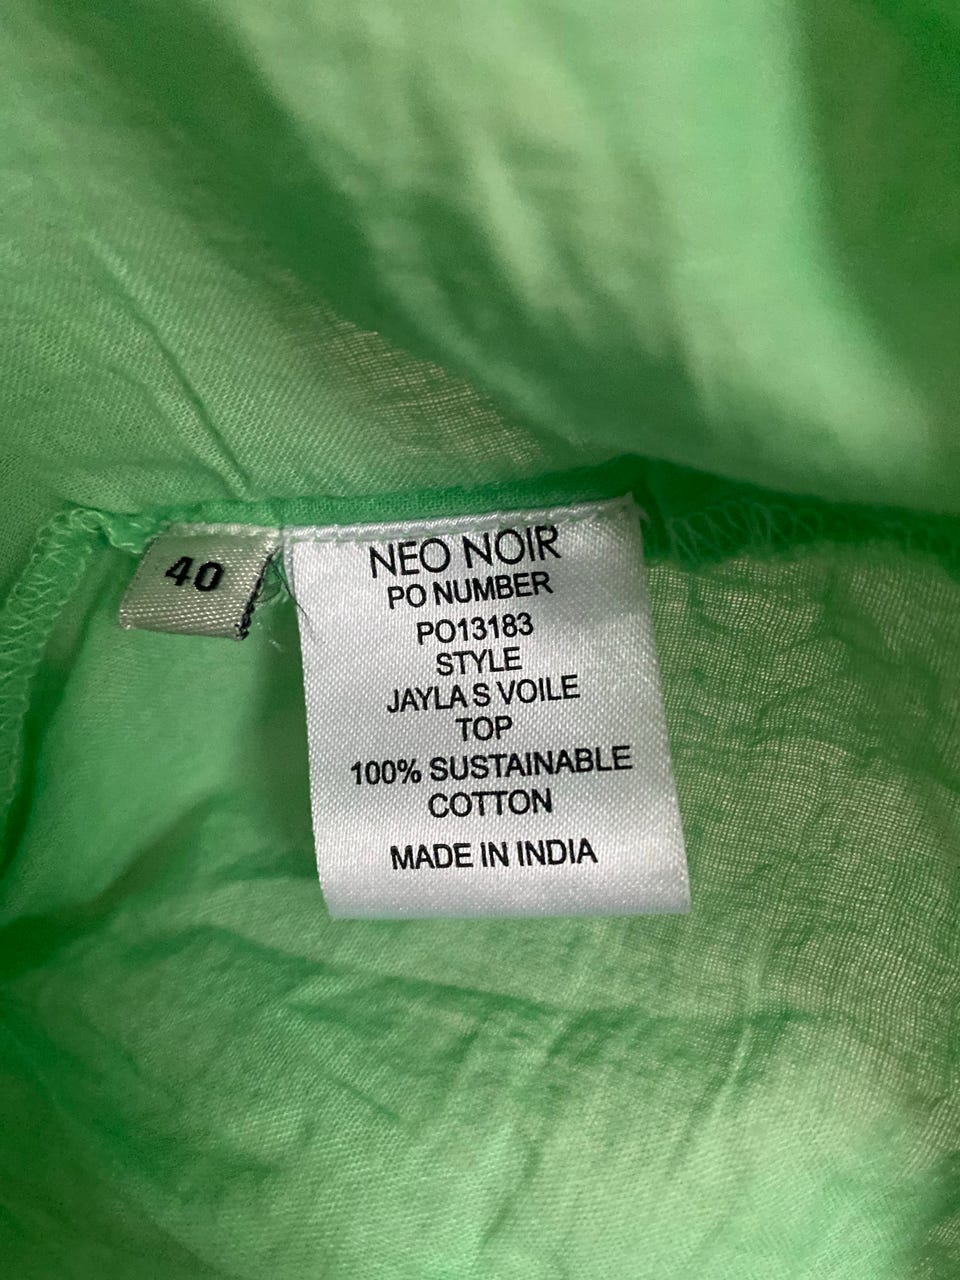 40
NEO NOIR
PO NUMBER
PO13183
STYLE
JAYLA S VOILE
TOP
100% SUSTAINABLE
COTTON
MADE IN INDIA